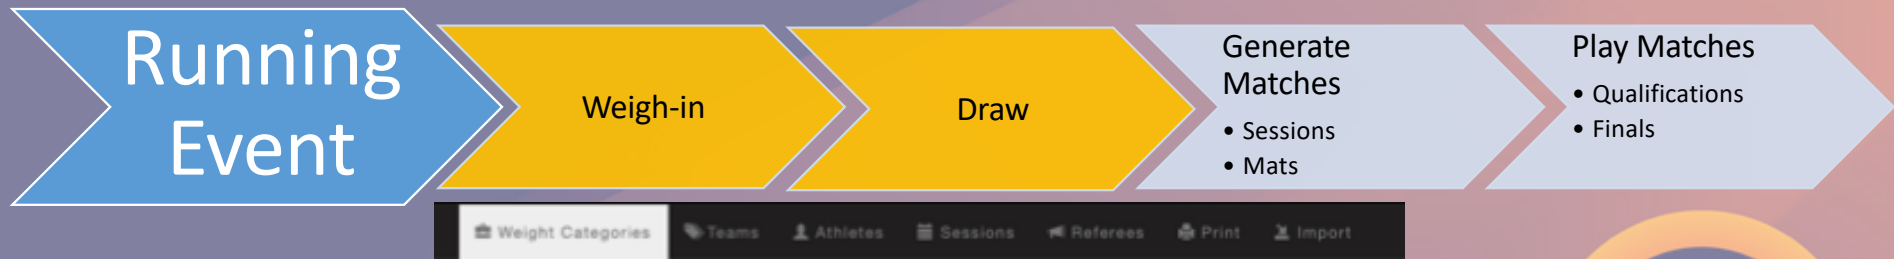 Running
Event
Weigh-in
Draw
Generate
Matches
• Sessions
• Mats
Play Matches
• Qualifications
• Finals
Weight Categories
Teams
Athletes
Sessions
Referees
Print
Import